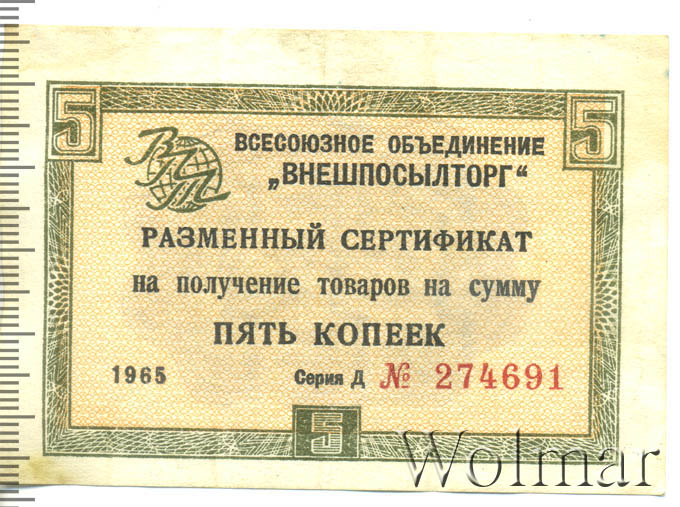 5 5
ВПТ
ВСЕСОЮЗНОЕ ОБЪЕДИНЕНИЕ
„ВНЕШПОСЫЛТОРГ“
РАЗМЕННЫЙ СЕРТИФИКАТ
на получение товаров на сумму
ПЯТЬ КОПЕЕК
1965 Серия Д № 274691
5
Wolmar